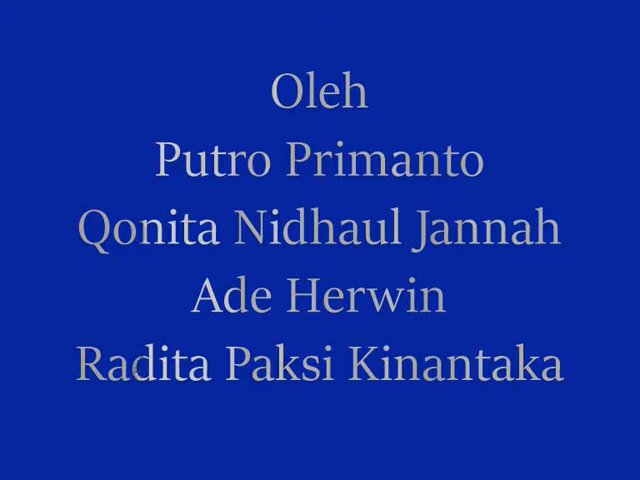 Oleh
Putro Primanto
Qonita Nidhaul Jannah
Ade Herwin
Radita Paksi Kinantaka